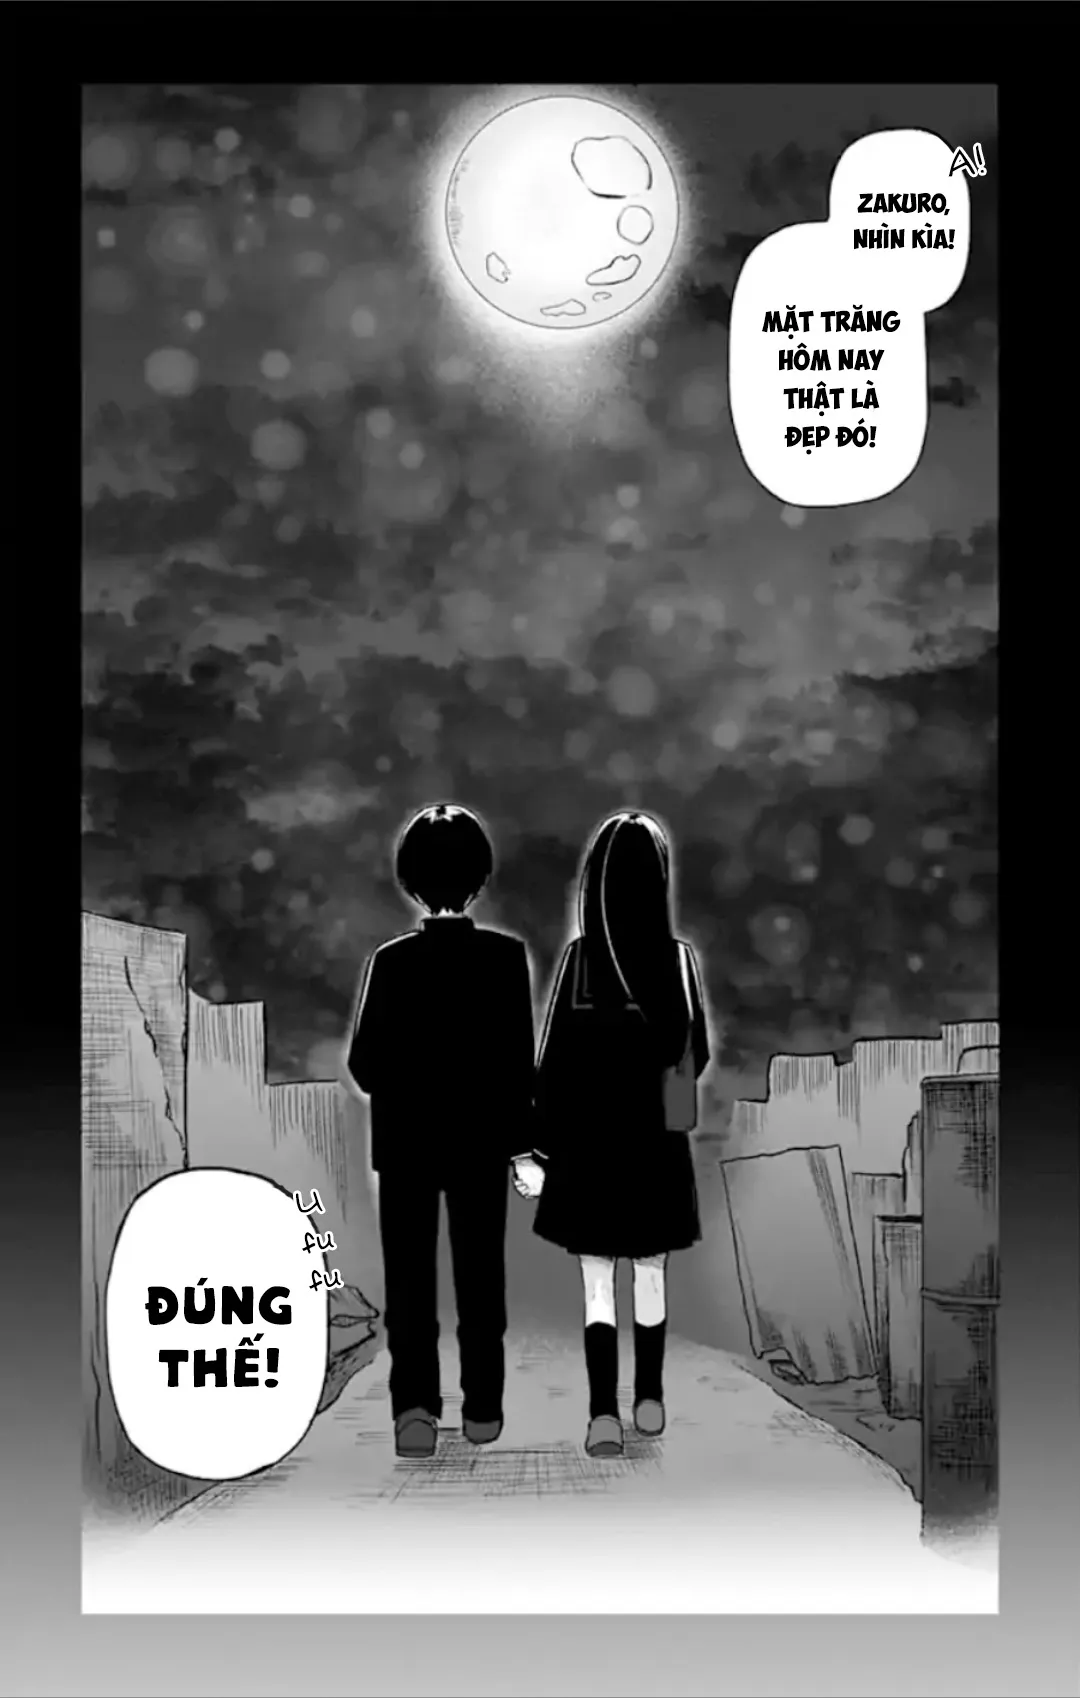 A!
ZAKURO,
NHÌN KÌA!
MẶT TRĂNG
HÔM NAY
THẬT LÀ
ĐẸP ĐÓ!
U
fu
fu
ĐÚNG
THẾ!